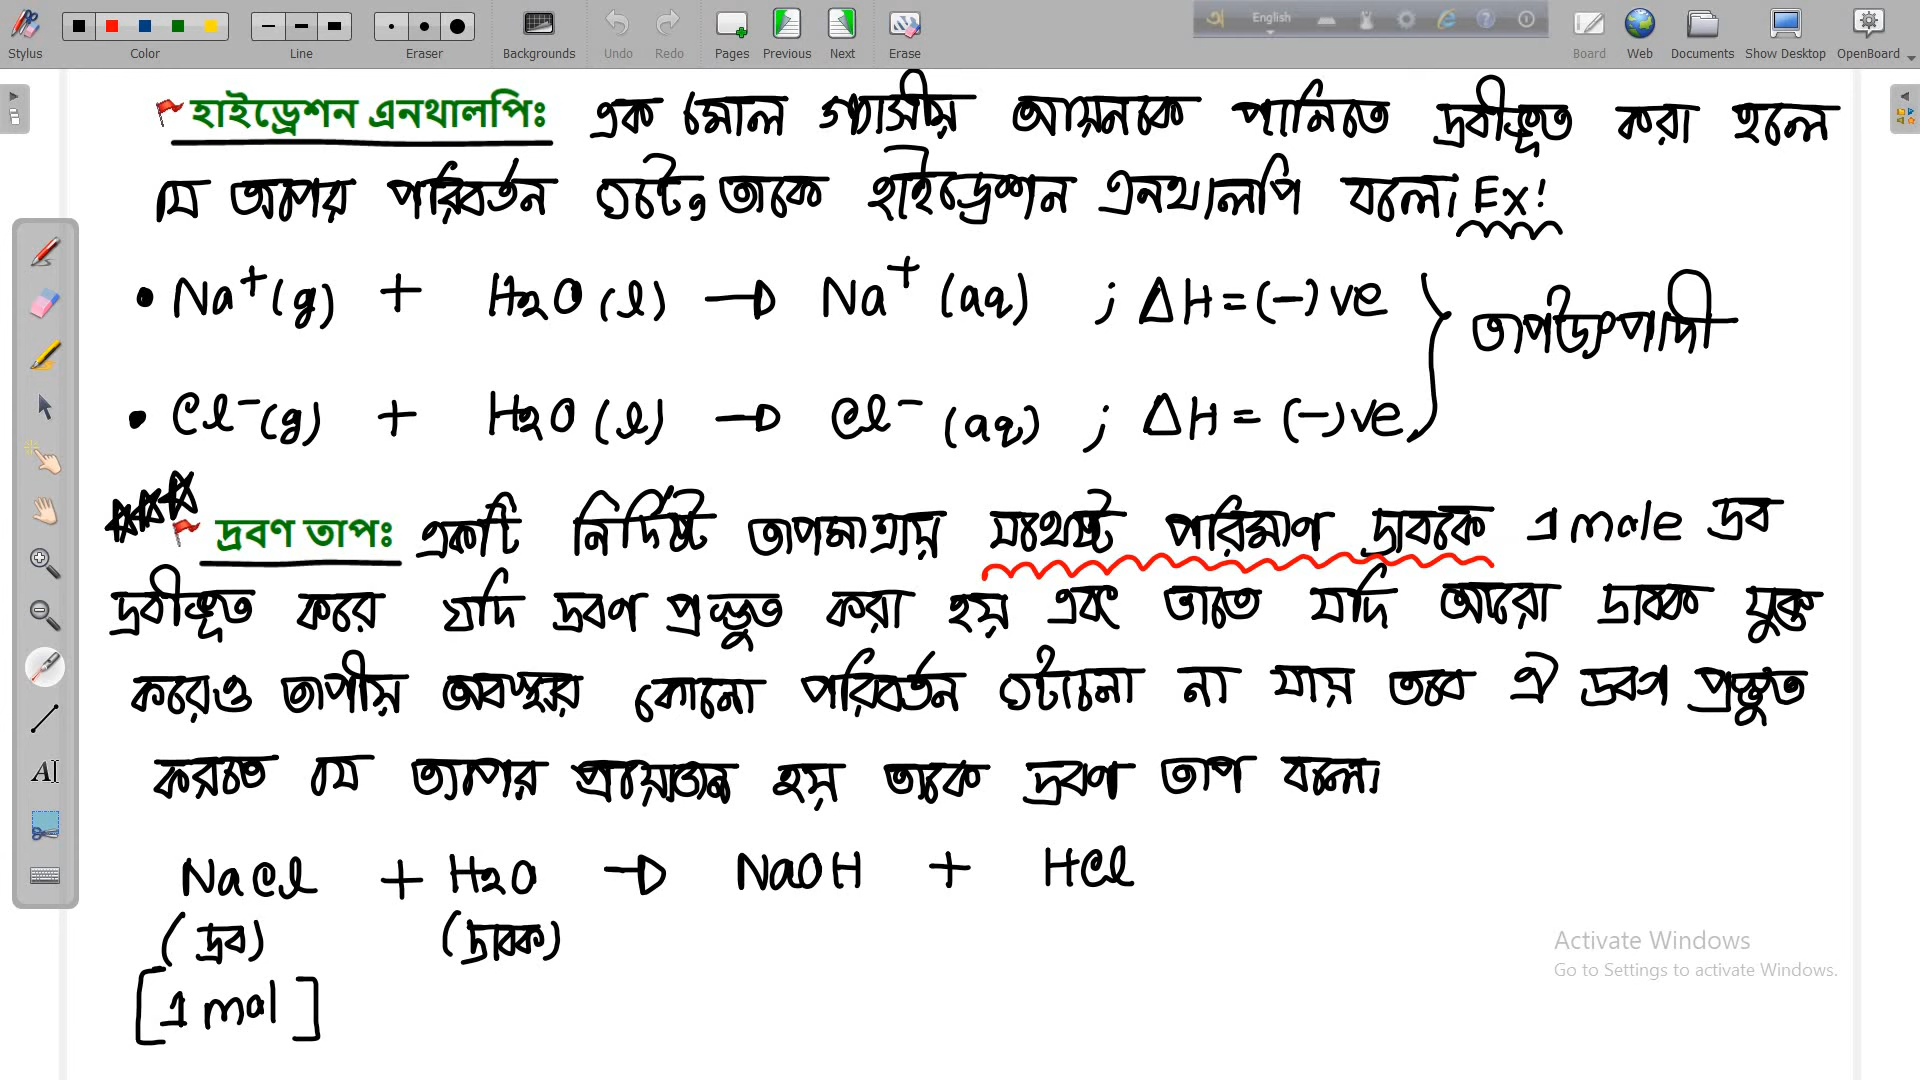 Stylus Color Line Eraser Backgrounds Undo Redo Pages Previous Next Erase English Board Web Documents Show Desktop OpenBoard
হাইড্রেশন এনথালপিঃ এক মোল গ্যাসীয় আয়নকে পানিতে দ্রবীভূত করা হলে
যে তাপের পরিবর্তন ঘটে, তাকে হাইড্রেশন এনথালপি বলে। Ex:
• Na⁺(g) + H2O (l) → Na⁺ (aq) ; ΔH = (-)ve
তাপউৎপাদী
• Cl⁻(g) + H2O (l) → Cl⁻ (aq) ; ΔH = (-)ve
দ্রবণ তাপঃ একটি নির্দিষ্ট তাপমাত্রায় যথেষ্ট পরিমাণ দ্রাবকে 1 mole দ্রব
দ্রবীভূত করে যদি দ্রবণ প্রস্তুত করা হয় এবং তাতে যদি আরো দ্রাবক যুক্ত
করেও তাপীয় অবস্থার কোনো পরিবর্তন ঘটানো না যায় তবে ঐ দ্রবণ প্রস্তুত
করতে যে তাপের প্রয়োজন হয় তাকে দ্রবণ তাপ বলে।
NaCl + H2O → NaOH + HCl
(দ্রব) (দ্রাবক)
[1 mol]
Activate Windows
Go to Settings to activate Windows.